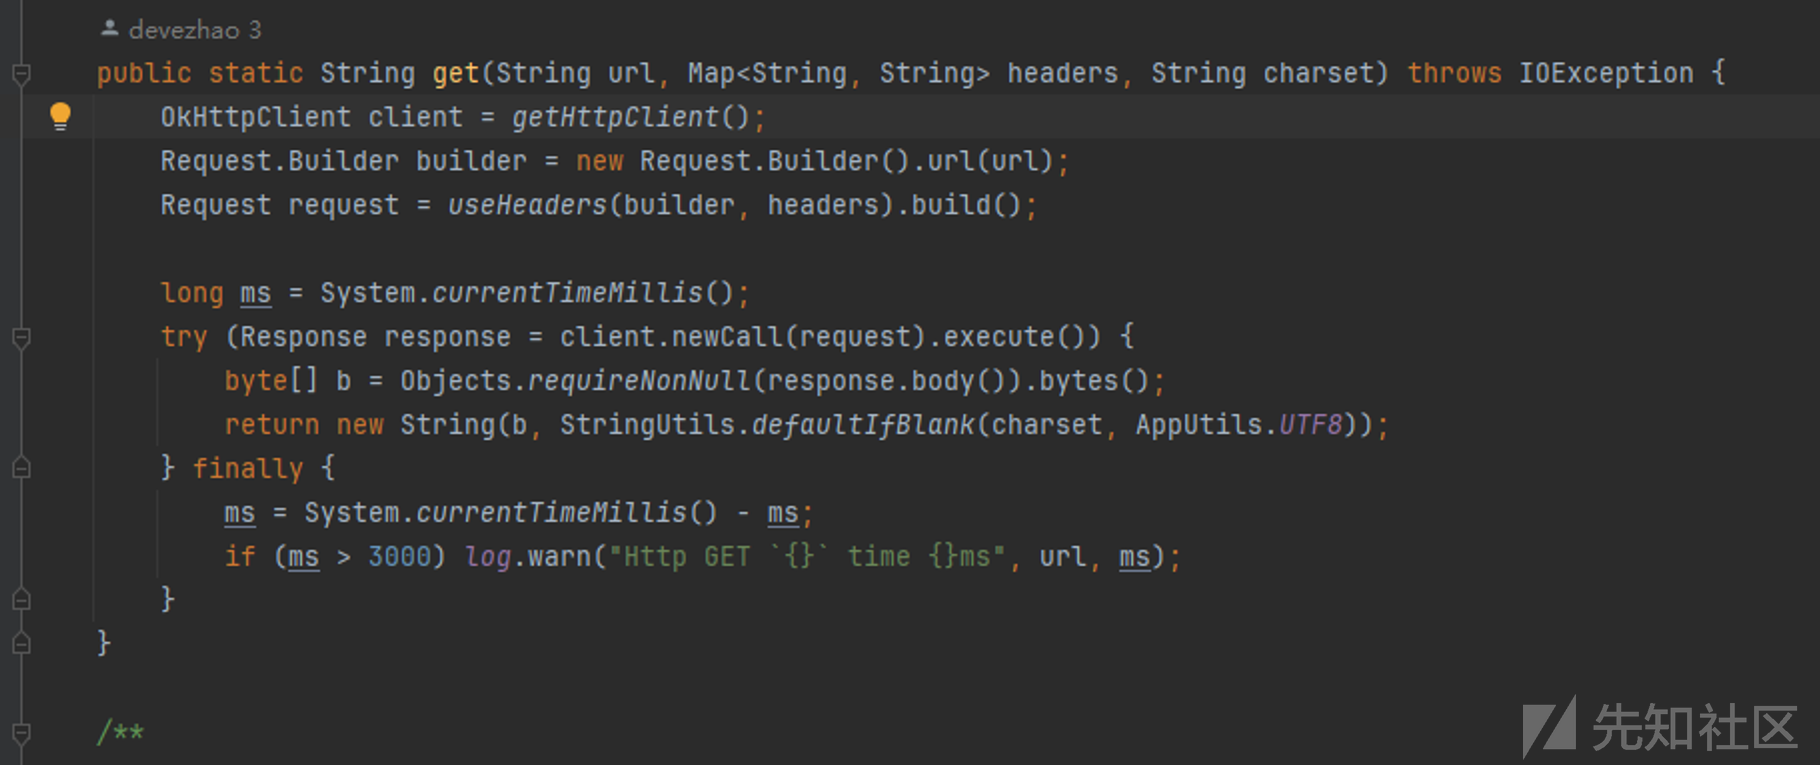 devezhao 3
public static String get(String url, Map<String, String> headers, String charset) throws IOException {
    OkHttpClient client = getHttpClient();
    Request.Builder builder = new Request.Builder().url(url);
    Request request = useHeaders(builder, headers).build();

    long ms = System.currentTimeMillis();
    try (Response response = client.newCall(request).execute()) {
        byte[] b = Objects.requireNonNull(response.body()).bytes();
        return new String(b, StringUtils.defaultIfBlank(charset, AppUtils.UTF8));
    } finally {
        ms = System.currentTimeMillis() - ms;
        if (ms > 3000) log.warn("Http GET `{}` time {}ms", url, ms);
    }
}

/**
先知社区